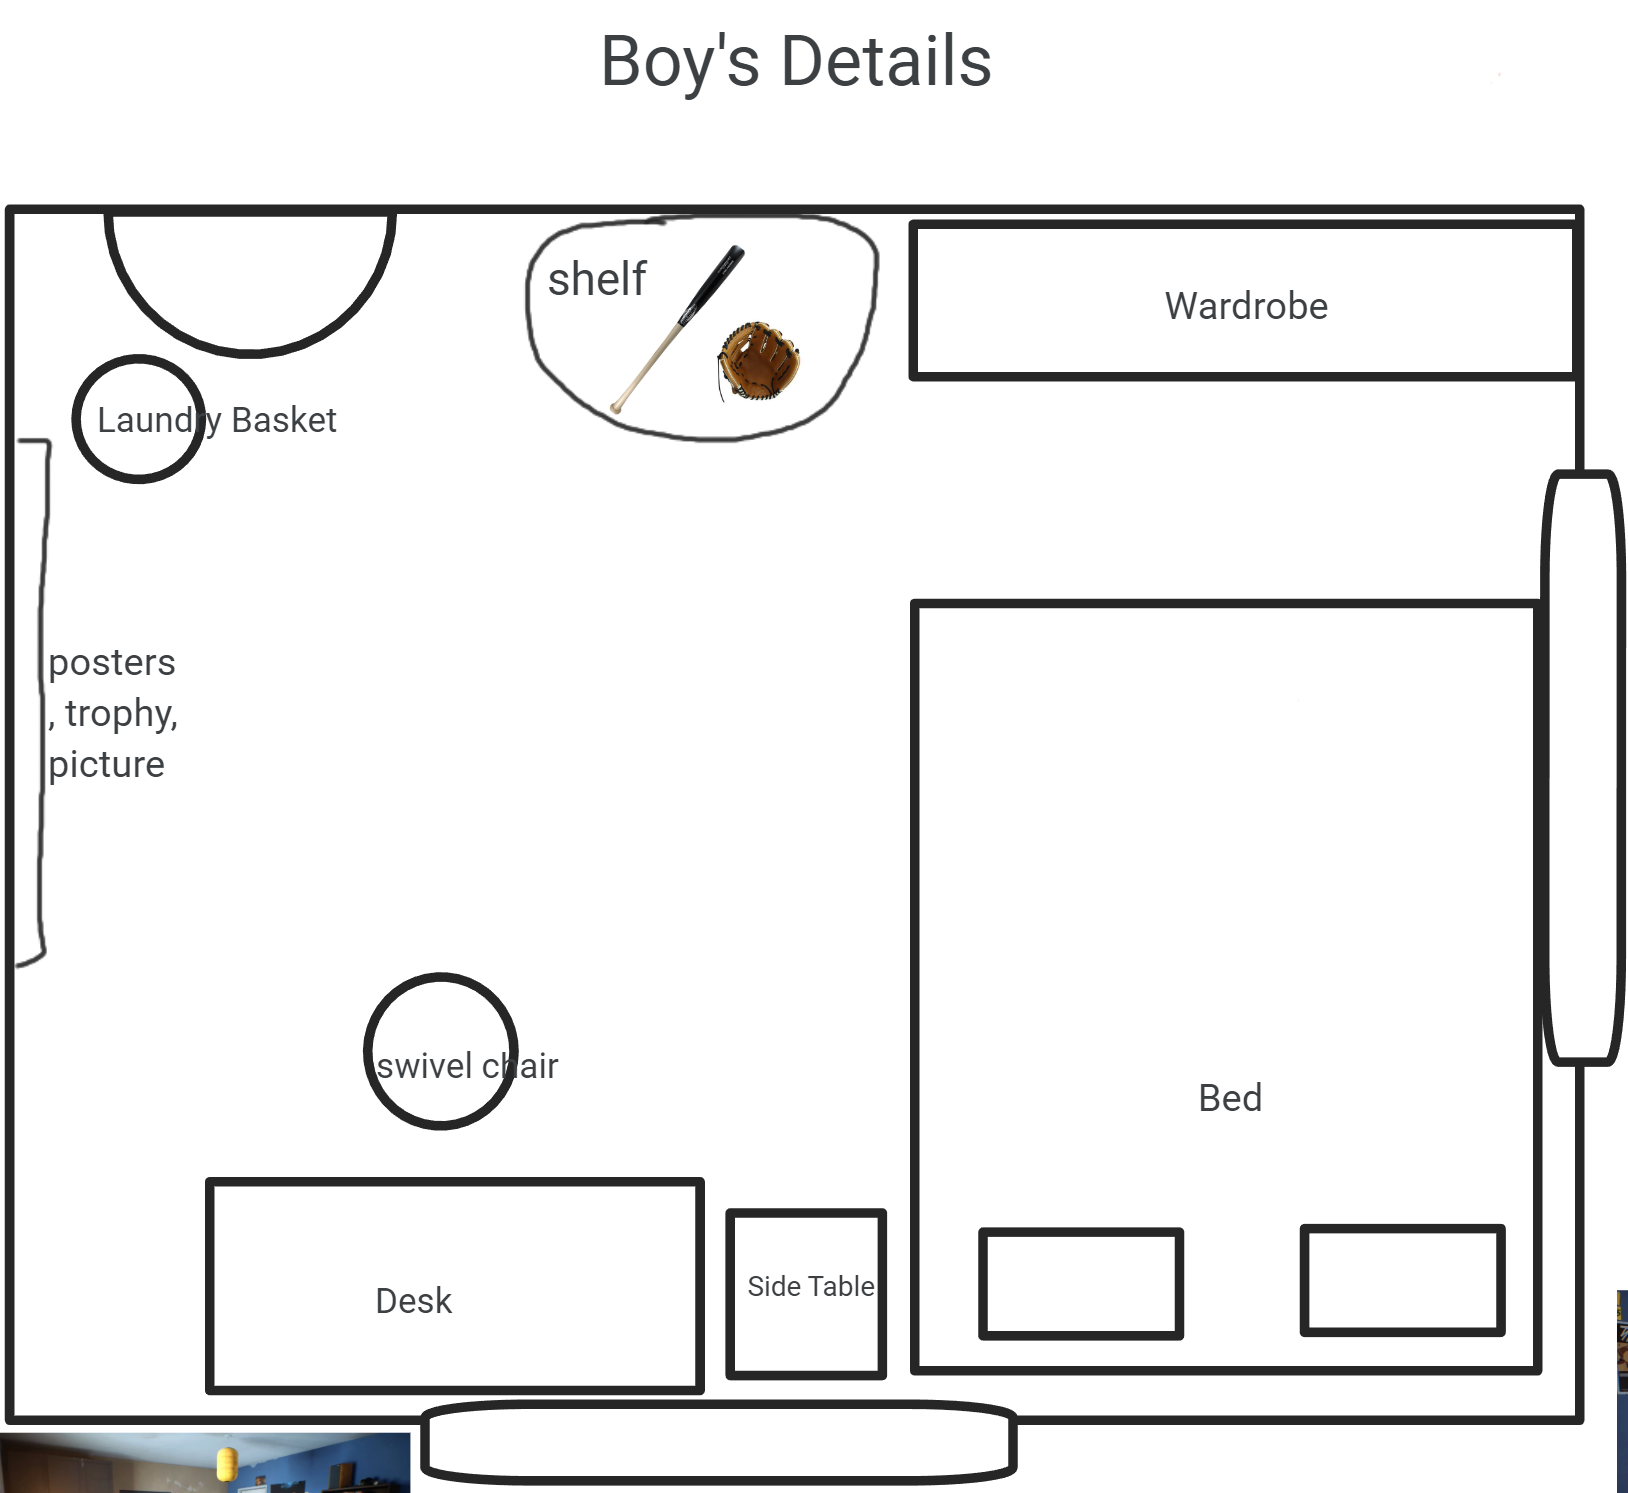 Boy's Details
shelf
Wardrobe
Laundry Basket
posters
, trophy,
picture
swivel chair
Bed
Side Table
Desk